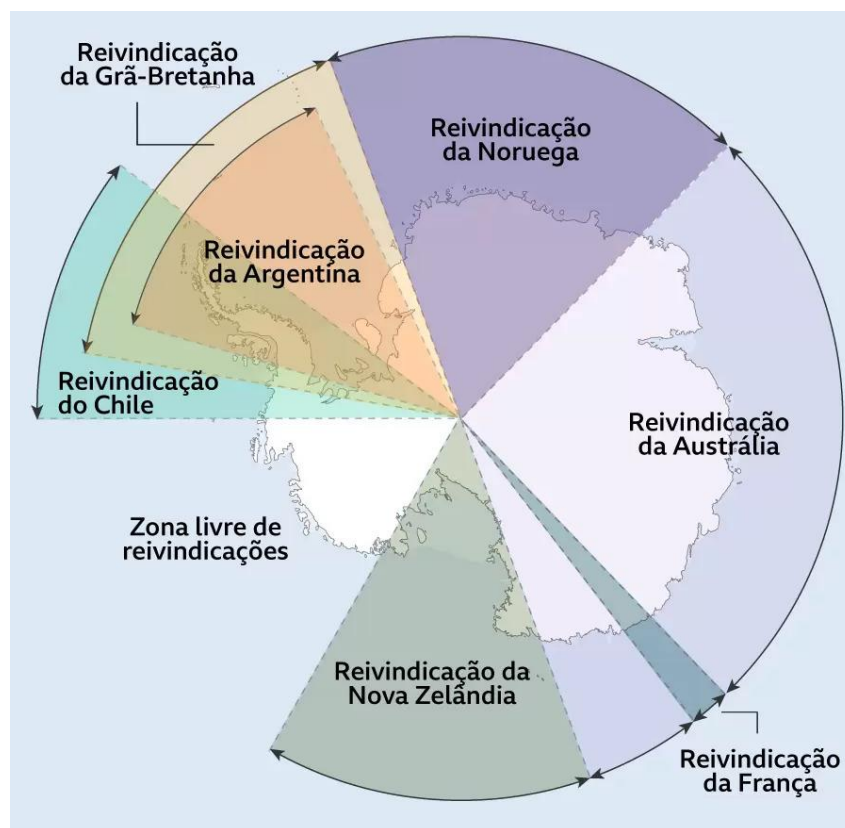 Reivindicação
da Grã-Bretanha
Reivindicação
da Noruega
Reivindicação
da Argentina
Reivindicação
do Chile
Reivindicação
da Austrália
Zona livre de
reivindicações
Reivindicação da
Nova Zelândia
Reivindicação
da França